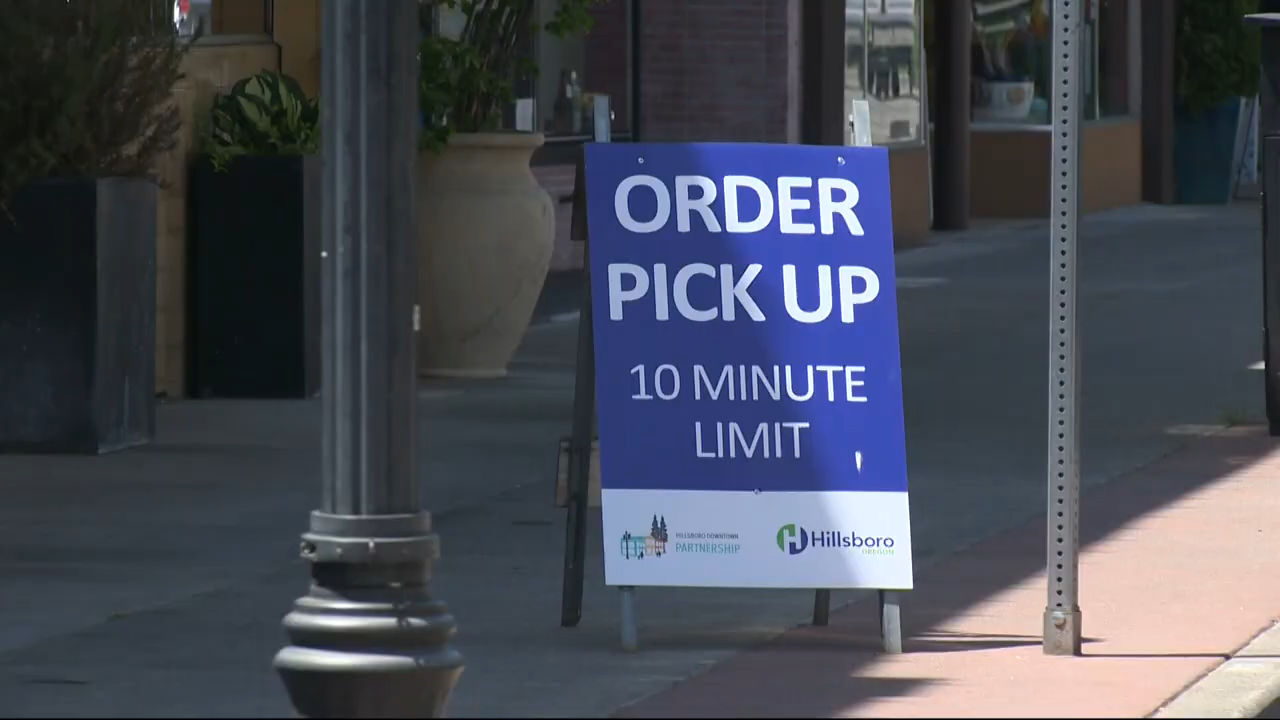 ORDER
PICK UP
10 MINUTE
LIMIT
HILLSBORO DOWNTOWN
PARTNERSHIP
Hillsboro
OREGON